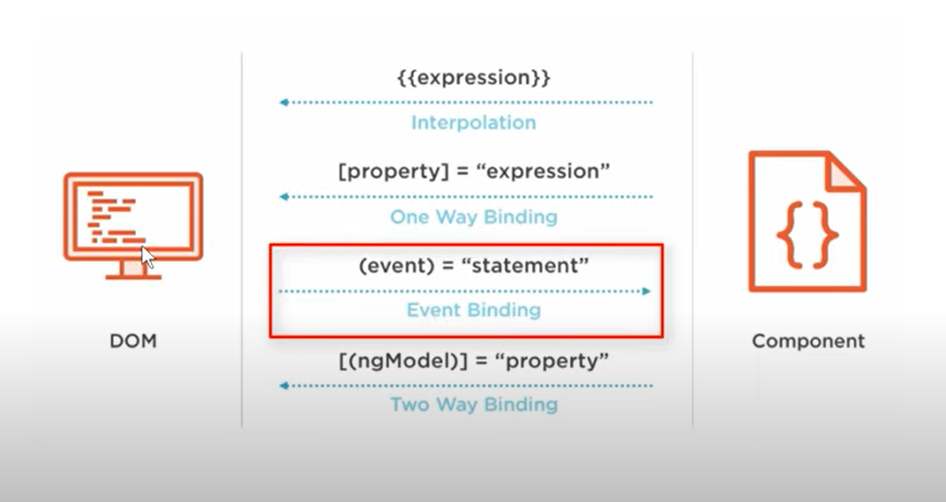 {{expression}}
Interpolation
[property] = “expression”
One Way Binding
(event) = “statement”
Event Binding
[(ngModel)] = “property”
Two Way Binding
DOM
{}
Component